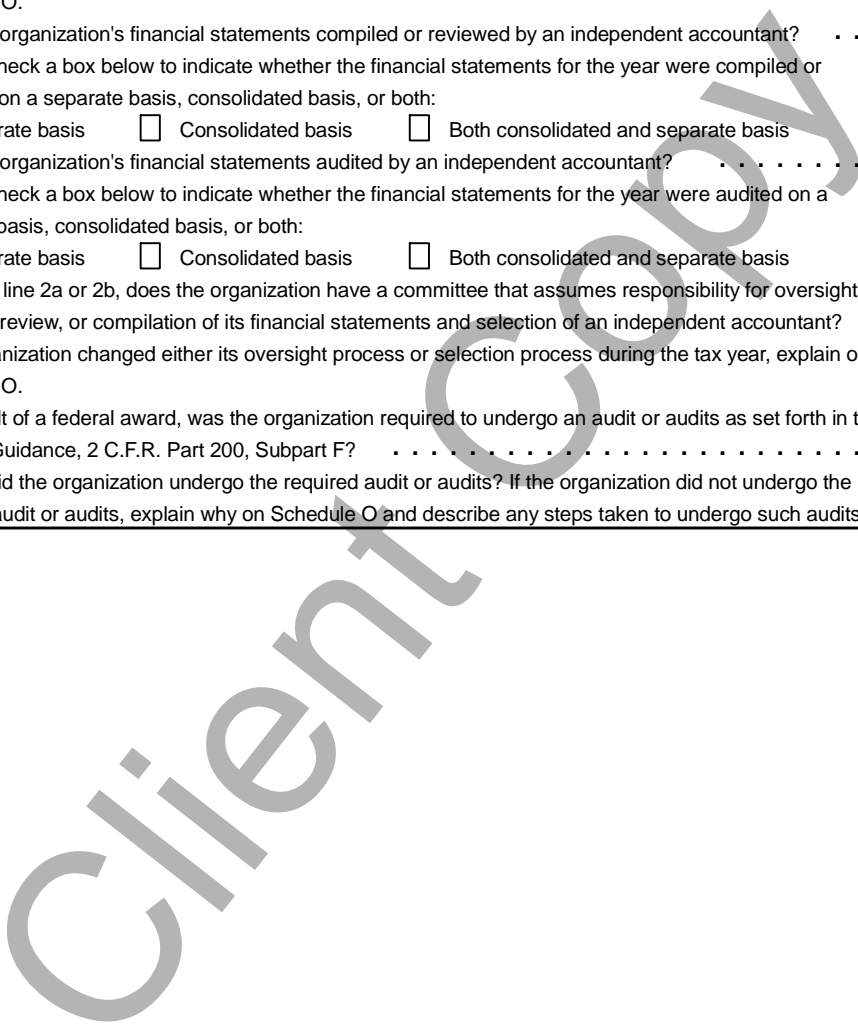 O.
organization's financial statements compiled or reviewed by an independent accountant? . .
heck a box below to indicate whether the financial statements for the year were compiled or
on a separate basis, consolidated basis, or both:
rate basis Consolidated basis Both consolidated and separate basis
organization's financial statements audited by an independent accountant? . . . . . . . .
heck a box below to indicate whether the financial statements for the year were audited on a
basis, consolidated basis, or both:
rate basis Consolidated basis Both consolidated and separate basis
line 2a or 2b, does the organization have a committee that assumes responsibility for oversight
review, or compilation of its financial statements and selection of an independent accountant?
anization changed either its oversight process or selection process during the tax year, explain o
O.
lt of a federal award, was the organization required to undergo an audit or audits as set forth in t
Guidance, 2 C.F.R. Part 200, Subpart F? . . . . . . . . . . . . . . . . . . . . . . . . .
id the organization undergo the required audit or audits? If the organization did not undergo the
audit or audits, explain why on Schedule O and describe any steps taken to undergo such audits
Client Copy